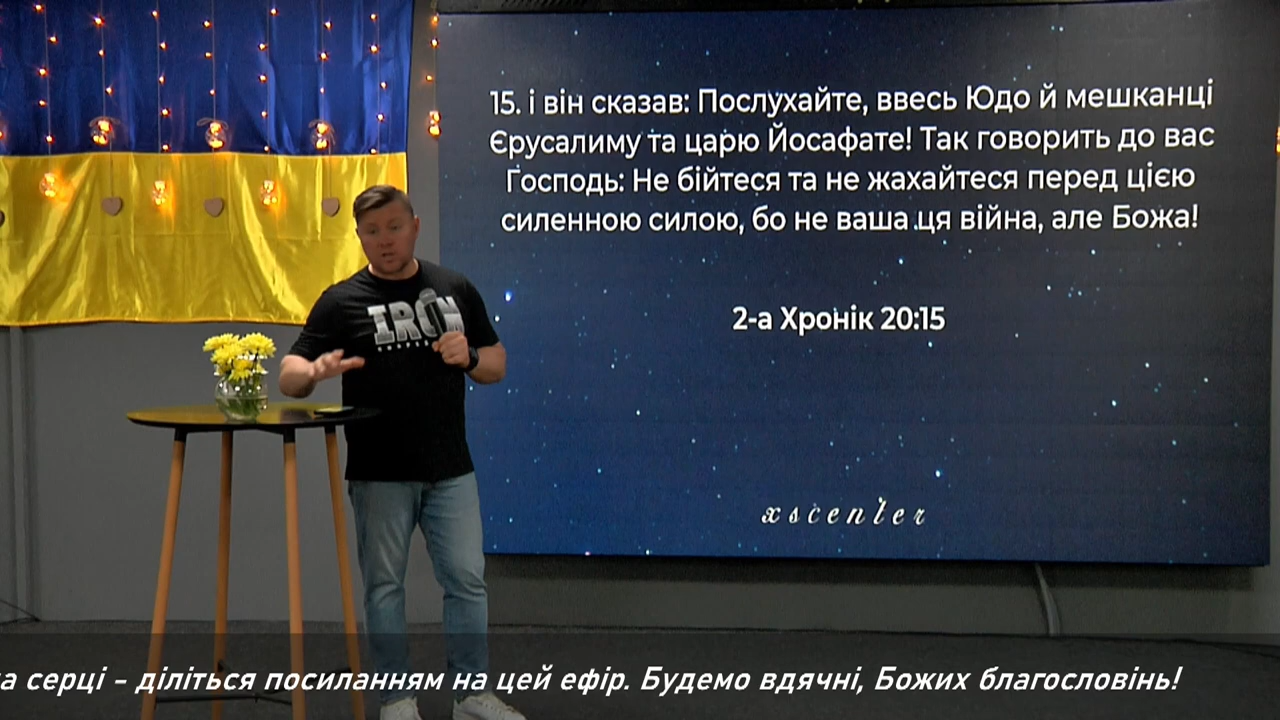 15. і він сказав: Послухайте, ввесь Юдо й мешканці
Єрусалиму та царю Йосафате! Так говорить до вас
Господь: Не бійтеся та не жахайтеся перед цією
силенною силою, бо не ваша ця війна, але Божа!
2-а Хронік 20:15
IRON
xscenter
серці – діліться посиланням на цей ефір. Будемо вдячні, Божих благословінь!